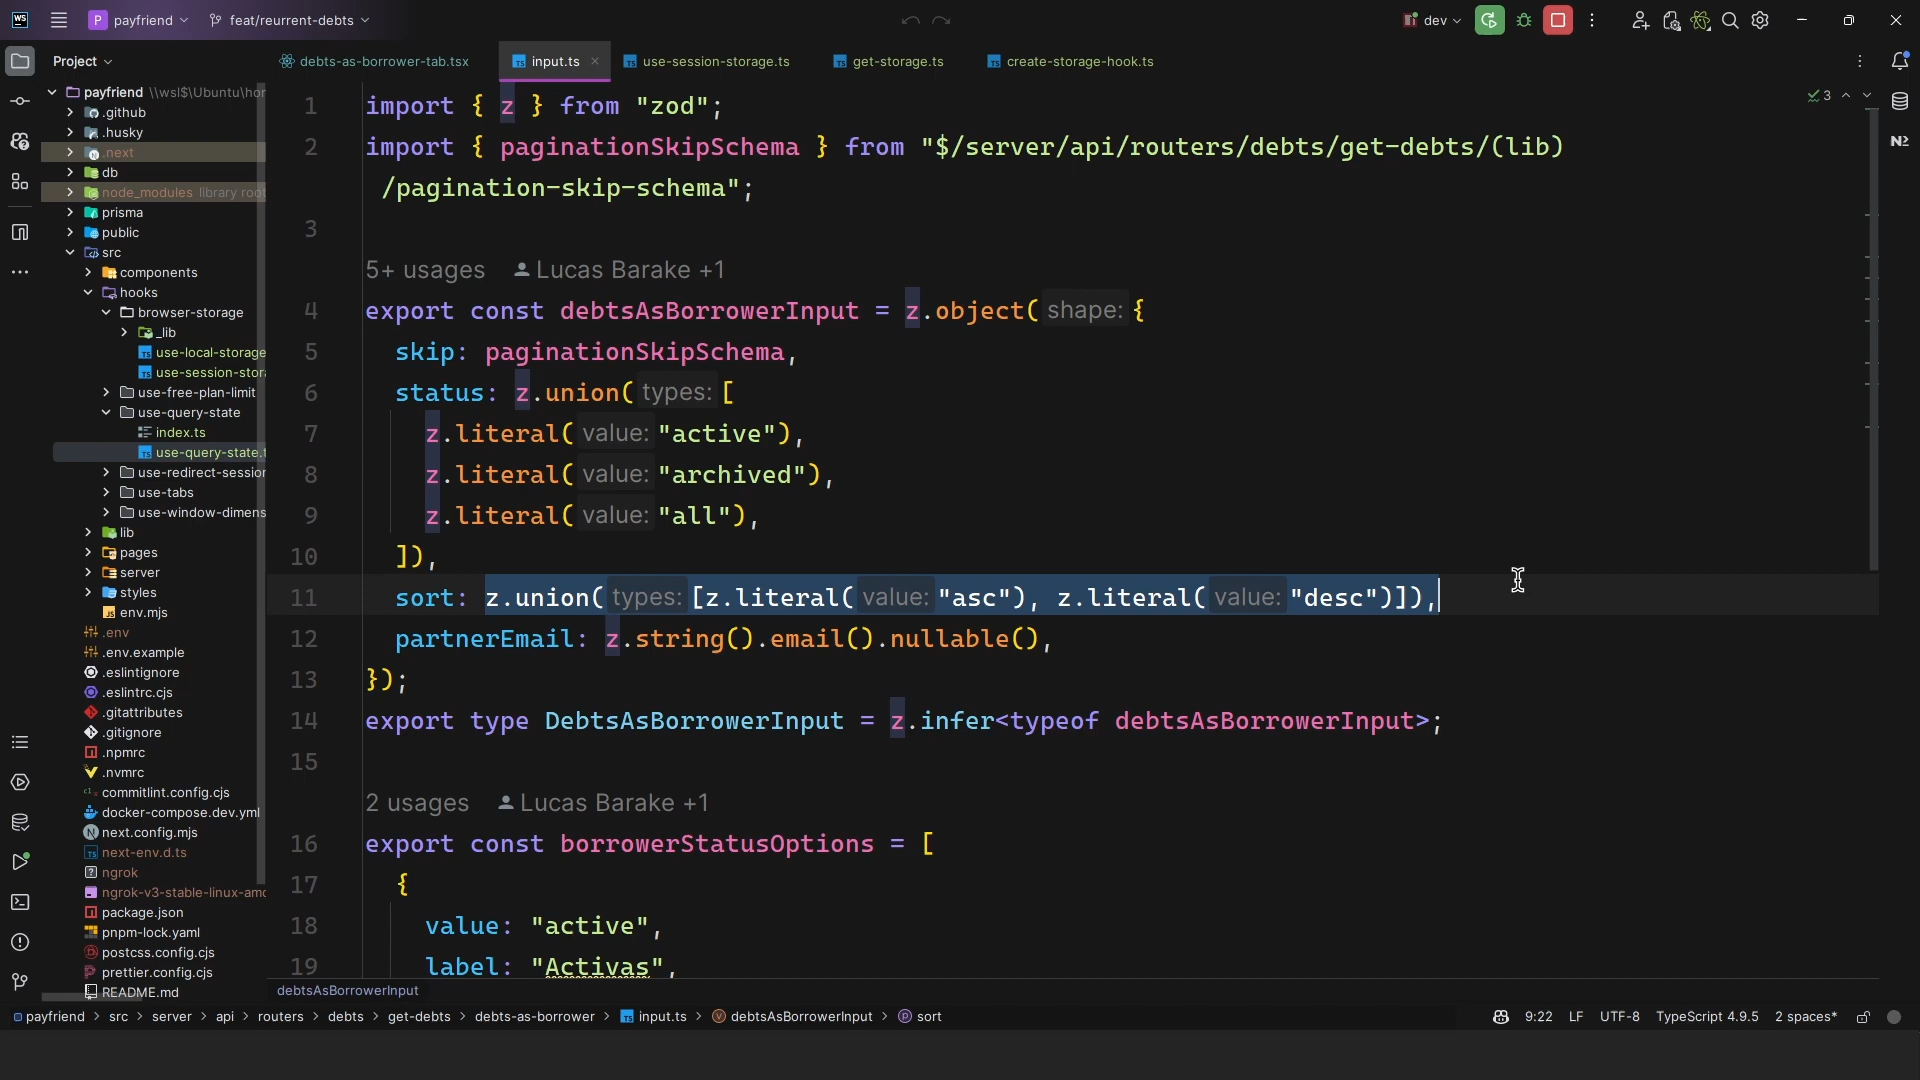 WS
P payfriend
feat/reurrent-debts
dev
Project
debts-as-borrower-tab.tsx
input.ts
use-session-storage.ts
get-storage.ts
create-storage-hook.ts
payfriend \\wsl$\Ubuntu\hor
.github
.husky
.next
db
node_modules library root
prisma
public
src
components
hooks
browser-storage
_lib
use-local-storage
use-session-stora
use-free-plan-limit
use-query-state
index.ts
use-query-state.t
use-redirect-session
use-tabs
use-window-dimens
lib
pages
server
styles
env.mjs
.env
.env.example
.eslintignore
.eslintrc.cjs
.gitattributes
.gitignore
.npmrc
.nvmrc
commitlint.config.cjs
docker-compose.dev.yml
next.config.mjs
next-env.d.ts
ngrok
ngrok-v3-stable-linux-amd
package.json
pnpm-lock.yaml
postcss.config.cjs
prettier.config.cjs
README.md
3
1 import { z } from "zod";
2 import { paginationSkipSchema } from "$/server/api/routers/debts/get-debts/(lib)
/pagination-skip-schema";
3
5+ usages Lucas Barake +1
4 export const debtsAsBorrowerInput = z.object( shape: {
5 skip: paginationSkipSchema,
6 status: z.union( types: [
7 z.literal( value: "active"),
8 z.literal( value: "archived"),
9 z.literal( value: "all"),
10 ]),
11 sort: z.union( types: [z.literal( value: "asc"), z.literal( value: "desc")]),
12 partnerEmail: z.string().email().nullable(),
13 });
14 export type DebtsAsBorrowerInput = z.infer<typeof debtsAsBorrowerInput>;
15
2 usages Lucas Barake +1
16 export const borrowerStatusOptions = [
17 {
18 value: "active",
19 label: "Activas",
debtsAsBorrowerInput
payfriend > src > server > api > routers > debts > get-debts > debts-as-borrower > input.ts > debtsAsBorrowerInput > sort
9:22 LF UTF-8 TypeScript 4.9.5 2 spaces*